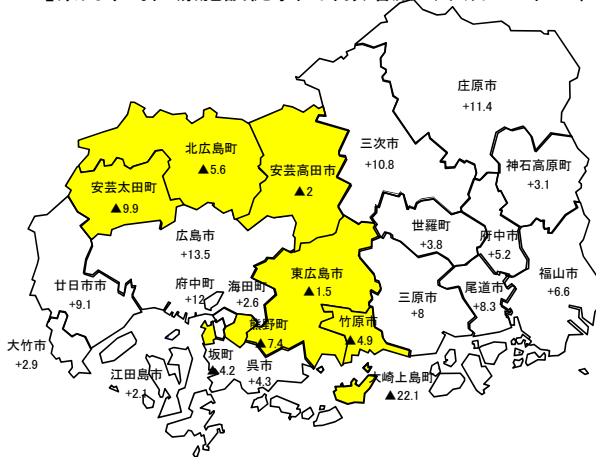 庄原市
+11.4
三次市
+10.8
北広島町
▲5.6
安芸高田市
▲2
神石高原町
+3.1
安芸太田町
▲9.9
世羅町
+3.8
府中市
+5.2
広島市
+13.5
東広島市
▲1.5
福山市
+6.6
廿日市市
+9.1
府中町
+12
海田町
+2.6
三原市
+8
尾道市
+8.3
熊野町
▲7.4
竹原市
▲4.9
大竹市
+2.9
坂町
▲4.2
江田島市
+2.1
呉市
+4.3
大崎上島町
▲22.1